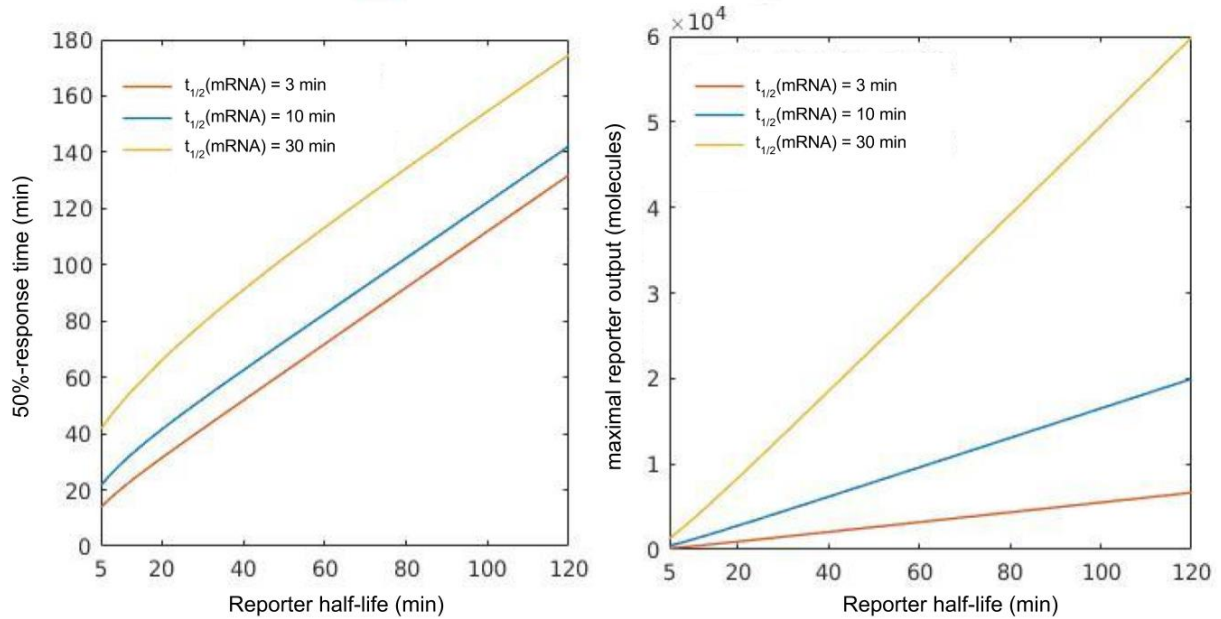 180
160
140
120
100
80
60
40
20
0
50%-response time (min)
t1/2(mRNA) = 3 min
t1/2(mRNA) = 10 min
t1/2(mRNA) = 30 min
5 20 40 60 80 100 120
Reporter half-life (min)
×10^4
6
5
4
3
2
1
0
maximal reporter output (molecules)
t1/2(mRNA) = 3 min
t1/2(mRNA) = 10 min
t1/2(mRNA) = 30 min
5 20 40 60 80 100 120
Reporter half-life (min)